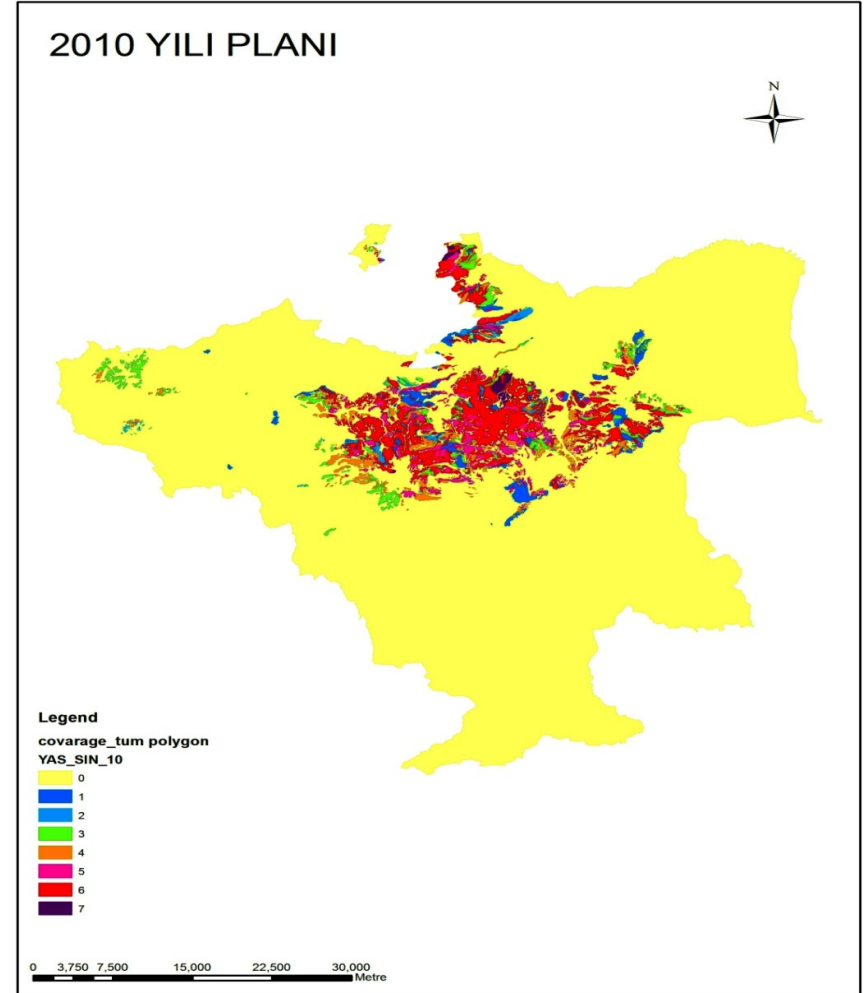 2010 YILI PLANI
N
Legend
covarage_tum polygon
YAS_SIN_10
0
1
2
3
4
5
6
7
0 3,750 7,500 15,000 22,500 30,000
Metre